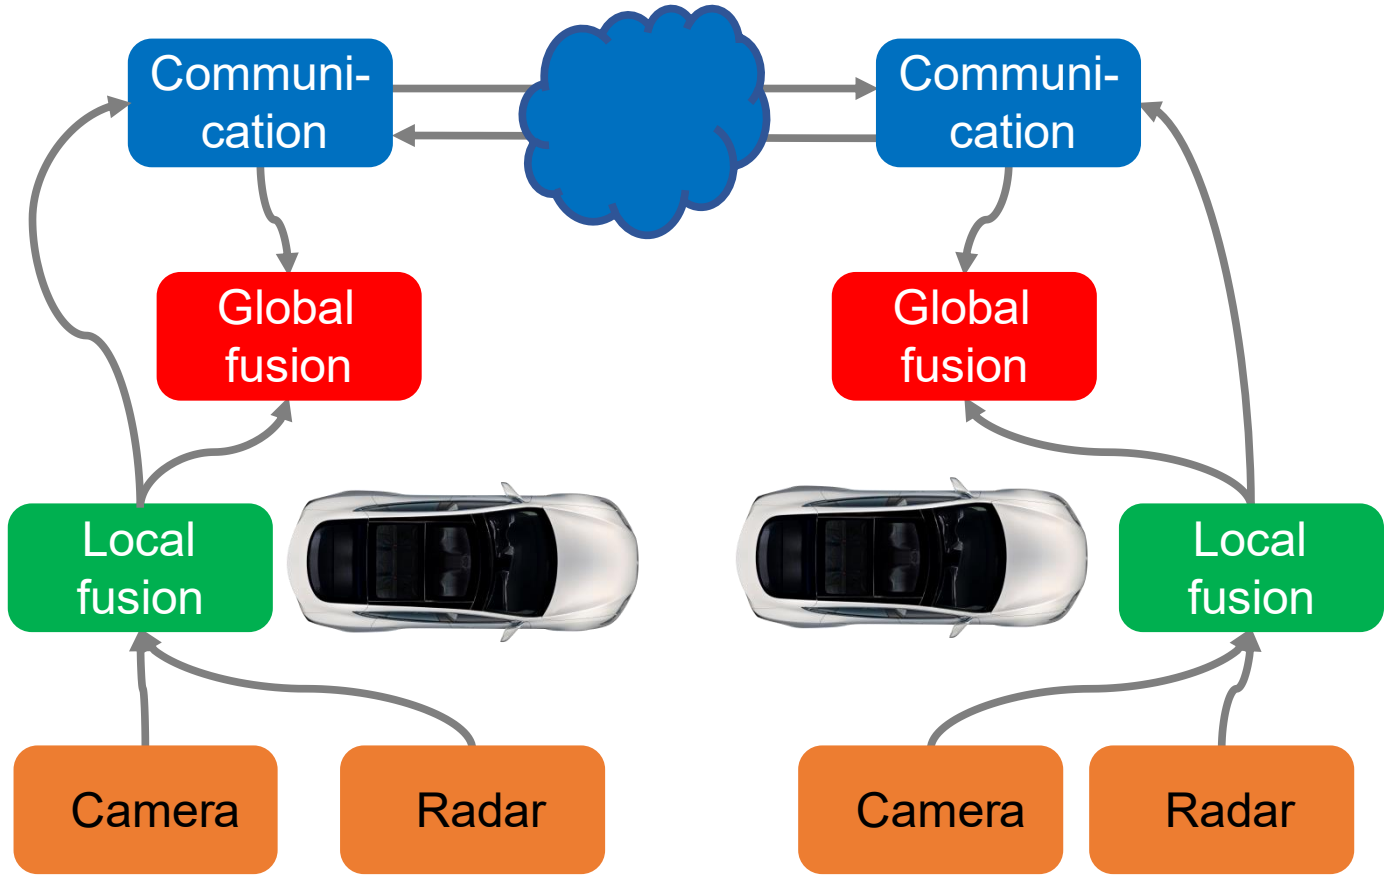 Communi-
cation
Communi-
cation
Global
fusion
Global
fusion
Local
fusion
Local
fusion
Camera
Radar
Camera
Radar